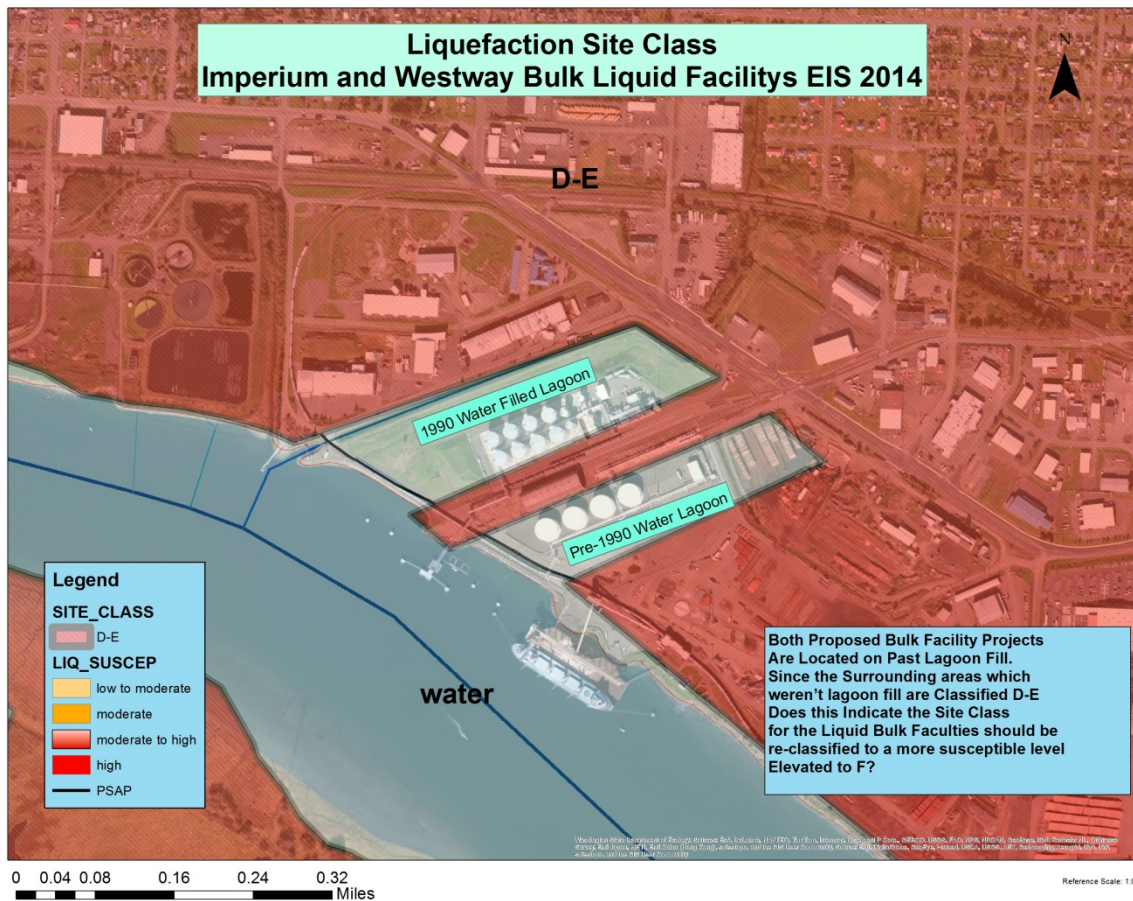 Liquefaction Site Class
Imperium and Westway Bulk Liquid Facilitys EIS 2014
N
D-E
1990 Water Filled Lagoon
Pre-1990 Water Lagoon
water
Legend
SITE_CLASS
D-E
LIQ_SUSCEP
low to moderate
moderate
moderate to high
high
PSAP
Both Proposed Bulk Facility Projects
Are Located on Past Lagoon Fill.
Since the Surrounding areas which
weren't lagoon fill are Classified D-E
Does this Indicate the Site Class
for the Liquid Bulk Faculties should be
re-classified to a more susceptible level
Elevated to F?
0 0.04 0.08 0.16 0.24 0.32
Miles
Reference Scale: